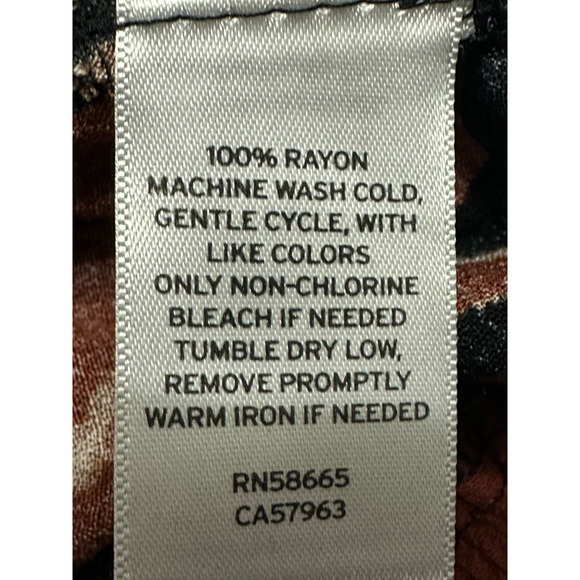 100% RAYON
MACHINE WASH COLD,
GENTLE CYCLE, WITH
LIKE COLORS
ONLY NON-CHLORINE
BLEACH IF NEEDED
TUMBLE DRY LOW,
REMOVE PROMPTLY
WARM IRON IF NEEDED
RN58665
CA57963